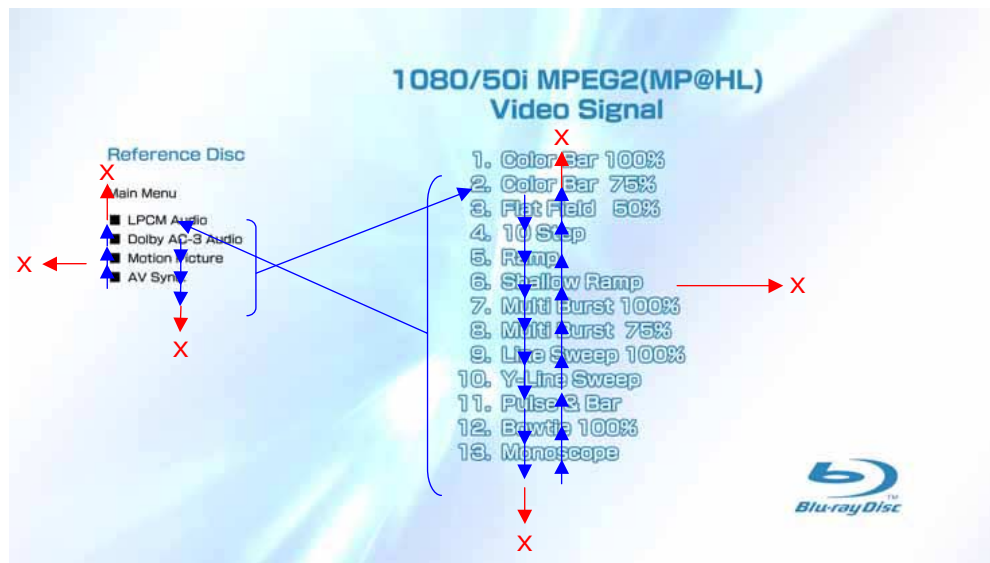 1080/50i MPEG2(MP@HL)
Video Signal
Reference Disc
Main Menu
■ LPCM Audio
■ Dolby AC-3 Audio
■ Motion Picture
■ AV Sync.
1. Color Bar 100%
2. Color Bar 75%
3. Flat Field 50%
4. 10 Step
5. Ramp
6. Shallow Ramp
7. Multi Burst 100%
8. Multi Burst 75%
9. Line Sweep 100%
10. Y-Line Sweep
11. Pulse & Bar
12. Bowtie 100%
13. Monoscope
X
X
X
X
X
X
Blu-ray Disc
TM